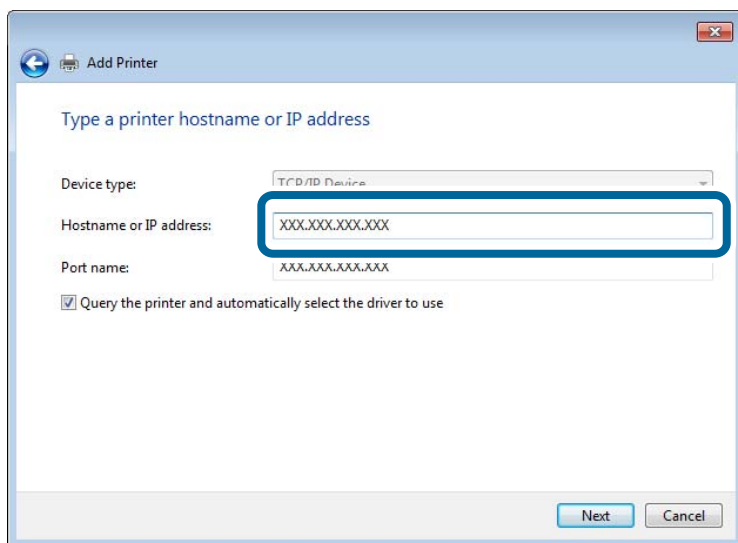 Add Printer
Type a printer hostname or IP address
Device type: TCP/IP Device
Hostname or IP address: XXX.XXX.XXX.XXX
Port name: XXX.XXX.XXX.XXX
Query the printer and automatically select the driver to use
Next Cancel